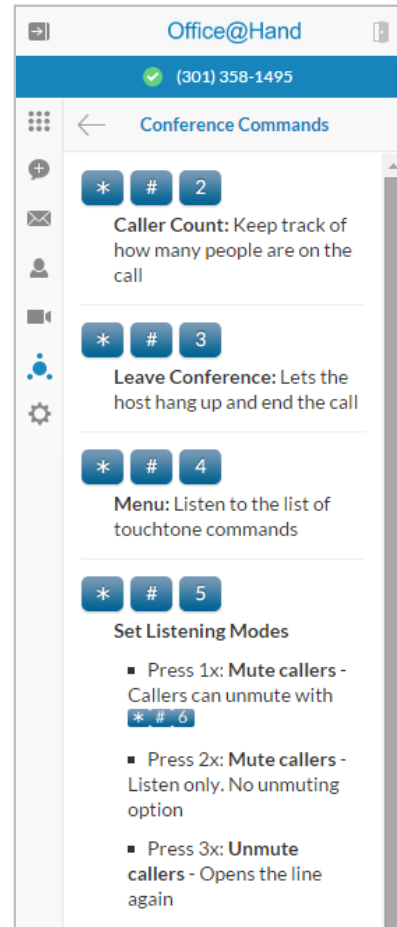 Office@Hand
(301) 358-1495
Conference Commands
* # 2
Caller Count: Keep track of
how many people are on the
call
* # 3
Leave Conference: Lets the
host hang up and end the call
* # 4
Menu: Listen to the list of
touchtone commands
* # 5
Set Listening Modes
▪ Press 1x: Mute callers -
Callers can unmute with
* # 6
▪ Press 2x: Mute callers -
Listen only. No unmuting
option
▪ Press 3x: Unmute
callers - Opens the line
again